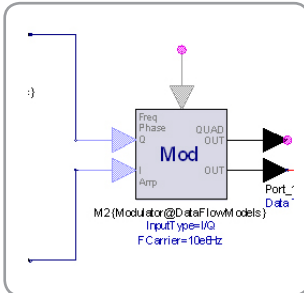 :}
Freq
Phase
Q
QUAD
OUT
Mod
I
OUT
Amp
Port_
M2{Modulator@DataFlowModels}
Data
InputType=I/Q
FCarrier=10e6Hz